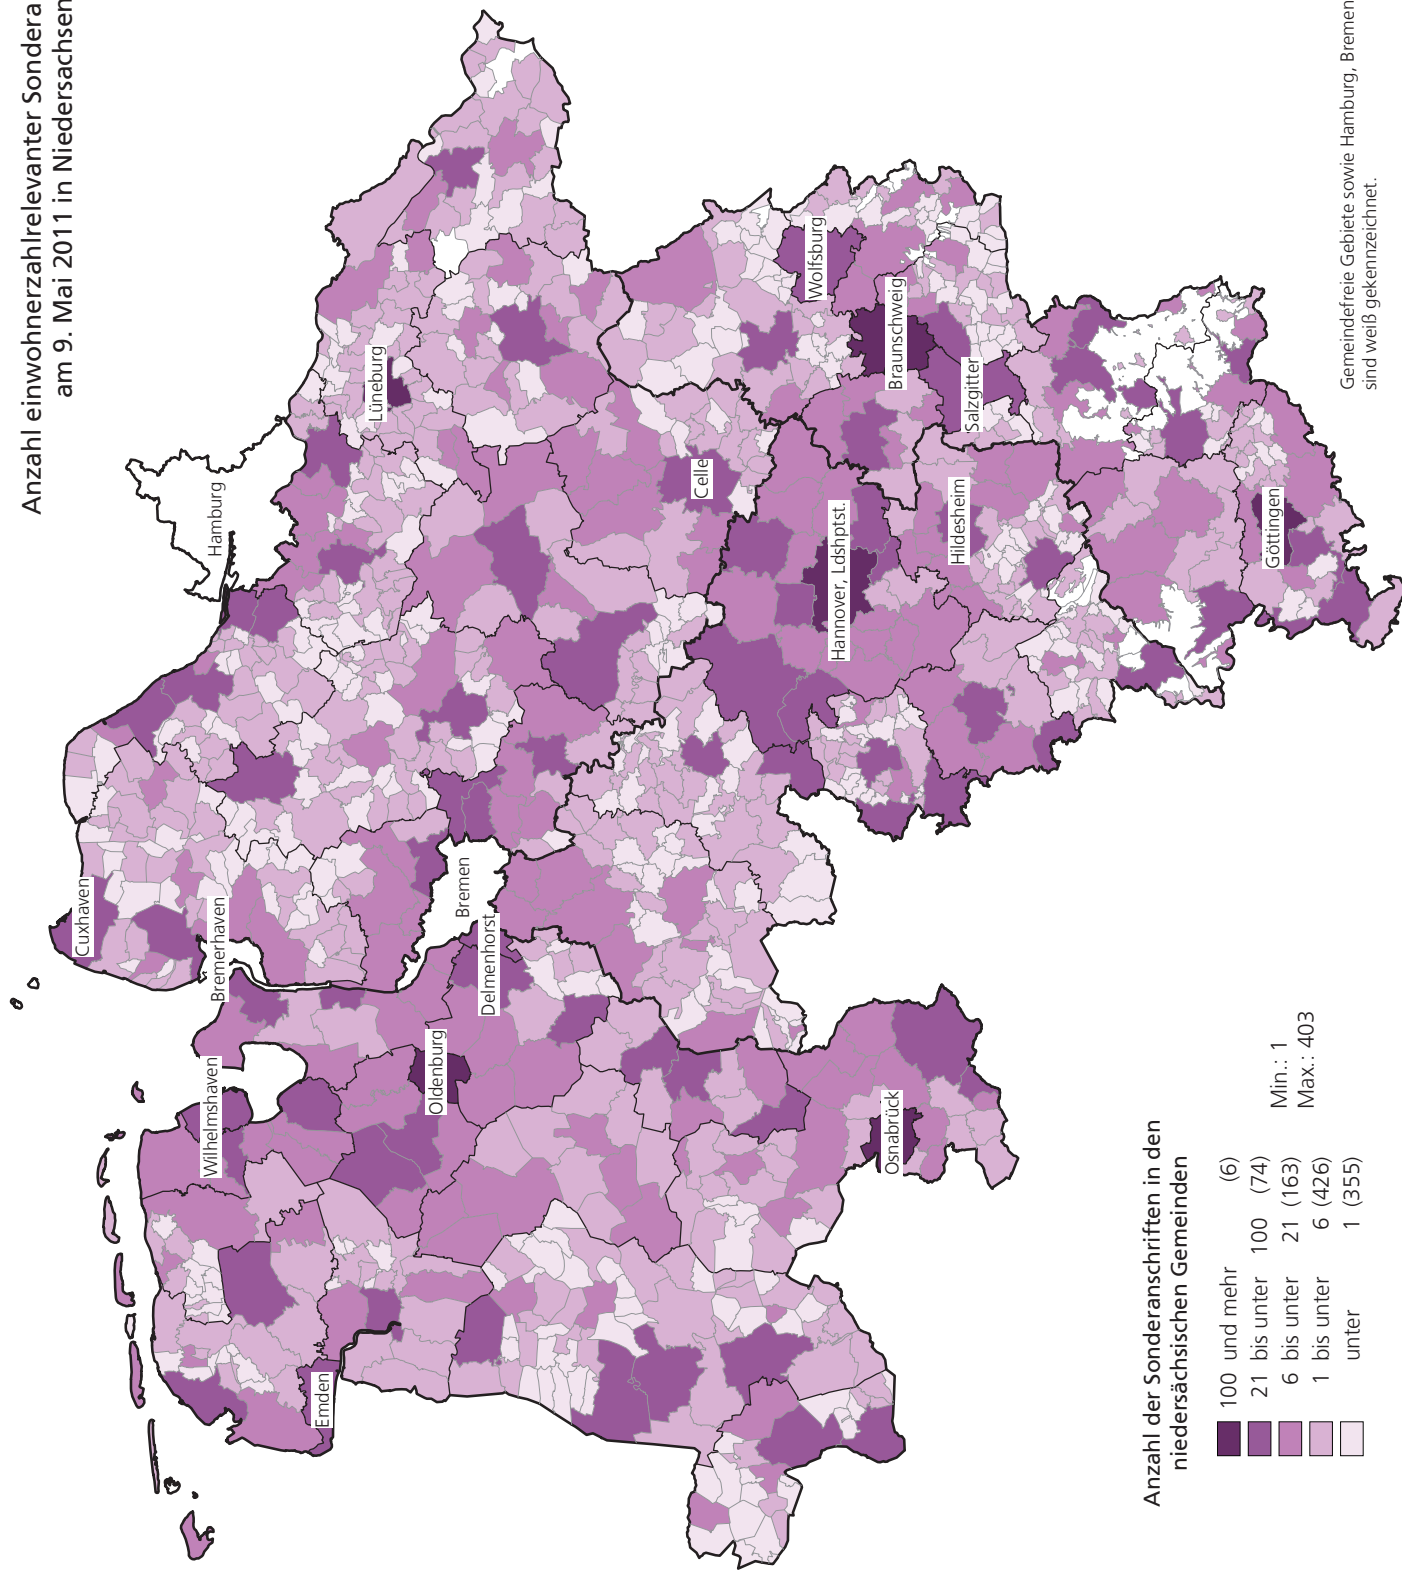 Anzahl einwohnerzahlrelevanter Sondera
am 9. Mai 2011 in Niedersachsen
Hamburg
Cuxhaven
Bremerhaven
Lüneburg
Wilhelmshaven
Emden
Bremen
Oldenburg
Delmenhorst
Celle
Wolfsburg
Braunschweig
Hannover, Ldshptst.
Salzgitter
Hildesheim
Osnabrück
Göttingen
Anzahl der Sonderanschriften in den
niedersächsischen Gemeinden
100 und mehr (6)
21 bis unter 100 (74)
6 bis unter 21 (163)
1 bis unter 6 (426)
unter 1 (355)
Min.: 1
Max.: 403
Gemeindefreie Gebiete sowie Hamburg, Bremen
sind weiß gekennzeichnet.